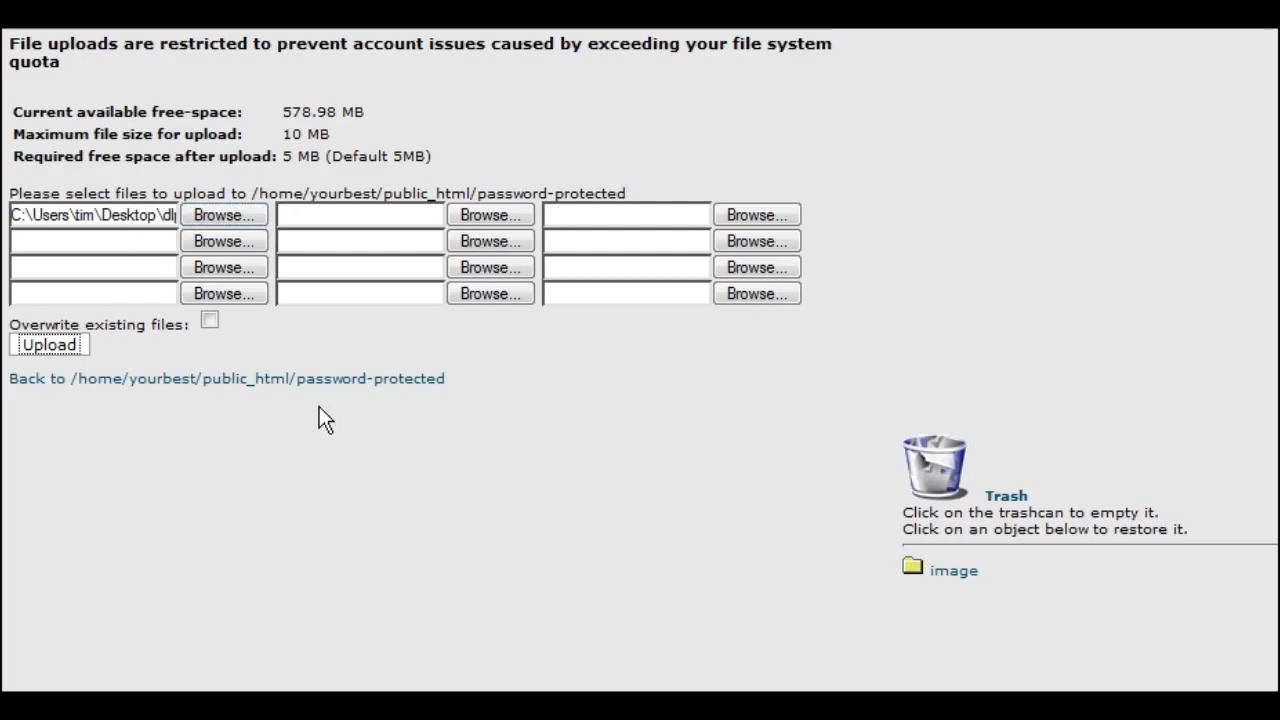 File uploads are restricted to prevent account issues caused by exceeding your file system
quota
Current available free-space: 578.98 MB
Maximum file size for upload: 10 MB
Required free space after upload: 5 MB (Default 5MB)
Please select files to upload to /home/yourbest/public_html/password-protected
C:\Users\tim\Desktop\dl Browse... Browse... Browse...
Browse... Browse... Browse...
Browse... Browse... Browse...
Browse... Browse... Browse...
Overwrite existing files:
Upload
Back to /home/yourbest/public_html/password-protected
Trash
Click on the trashcan to empty it.
Click on an object below to restore it.
image